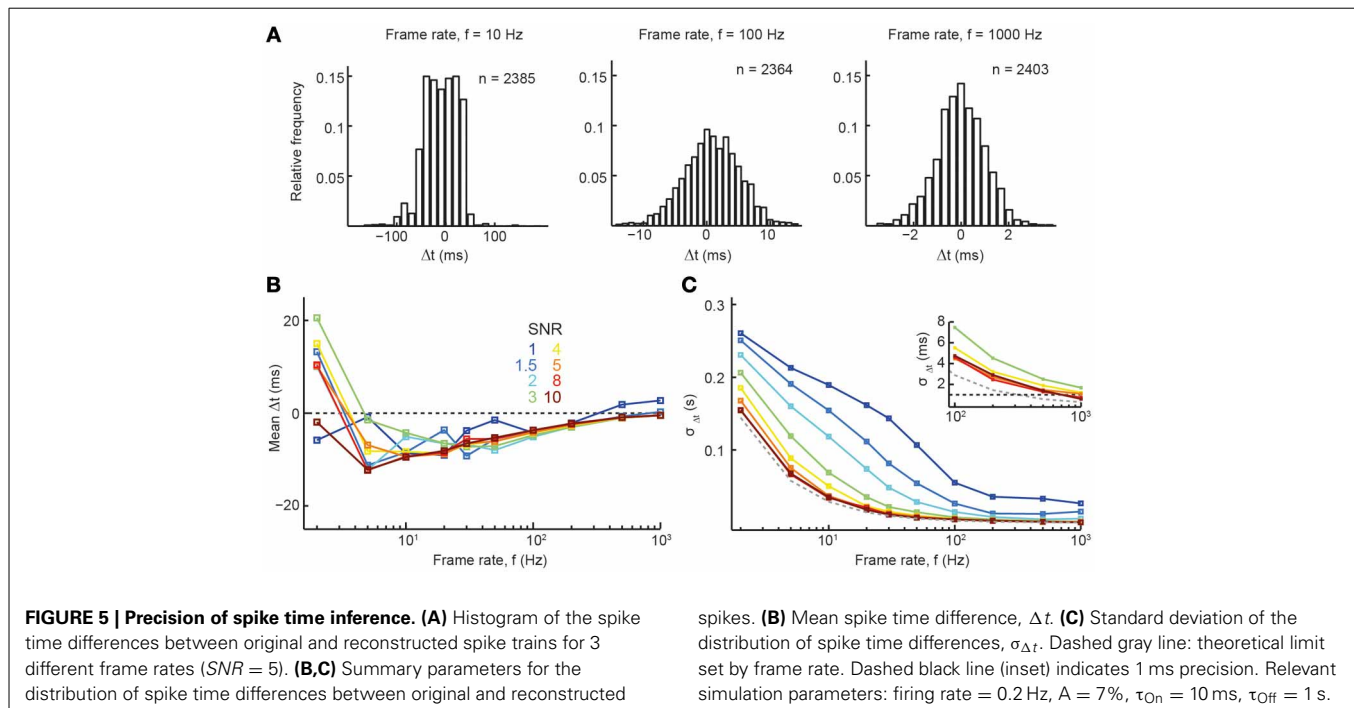 A
Frame rate, f = 10 Hz
Frame rate, f = 100 Hz
Frame rate, f = 1000 Hz
Relative frequency
0.15
0.1
0.05
n = 2385
−100
0
100
Δt (ms)
0.15
0.1
0.05
n = 2364
−10
0
10
Δt (ms)
0.15
0.1
0.05
n = 2403
−2
0
2
Δt (ms)
B
Mean Δt (ms)
20
0
−20
SNR
1 4
1.5 5
2 8
3 10
10¹
10²
10³
Frame rate, f (Hz)
C
σ Δt (s)
0.3
0.2
0.1
10¹
10²
10³
Frame rate, f (Hz)
σ Δt (ms)
8
6
4
2
10²
10³
FIGURE 5 | Precision of spike time inference. (A) Histogram of the spike
time differences between original and reconstructed spike trains for 3
different frame rates (SNR = 5). (B,C) Summary parameters for the
distribution of spike time differences between original and reconstructed
spikes. (B) Mean spike time difference, Δt. (C) Standard deviation of the
distribution of spike time differences, σΔt. Dashed gray line: theoretical limit
set by frame rate. Dashed black line (inset) indicates 1 ms precision. Relevant
simulation parameters: firing rate = 0.2 Hz, A = 7%, τOn = 10 ms, τOff = 1 s.